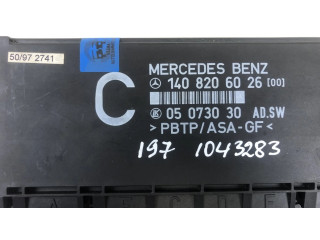 50/97 2741
C
MERCEDES BENZ
140 820 60 26 [00]
05 0730 30 AD.SW
>PBTP/ASA-GF<
197 1043283